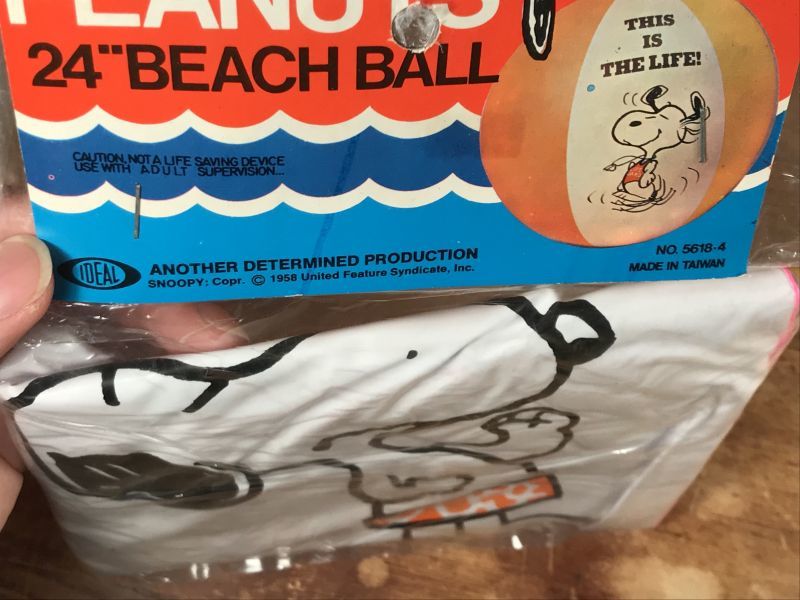 PEANUTS
24" BEACH BALL
THIS
IS
THE LIFE!
CAUTION, NOT A LIFE SAVING DEVICE
USE WITH ADULT SUPERVISION...
IDEAL
ANOTHER DETERMINED PRODUCTION
SNOOPY: Copr. © 1958 United Feature Syndicate, Inc.
NO. 5618-4
MADE IN TAIWAN